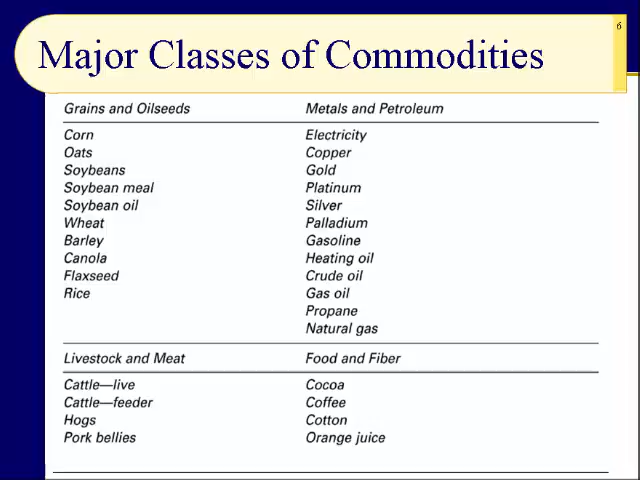 6
Major Classes of Commodities
Grains and Oilseeds
Corn
Oats
Soybeans
Soybean meal
Soybean oil
Wheat
Barley
Canola
Flaxseed
Rice
Metals and Petroleum
Electricity
Copper
Gold
Platinum
Silver
Palladium
Gasoline
Heating oil
Crude oil
Gas oil
Propane
Natural gas
Livestock and Meat
Cattle—live
Cattle—feeder
Hogs
Pork bellies
Food and Fiber
Cocoa
Coffee
Cotton
Orange juice